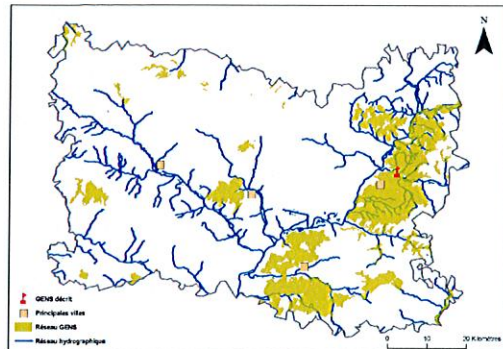 N
GENS décrit
Principales villes
Réseau GENS
Réseau hydrographique
0 10 20 Kilomètres